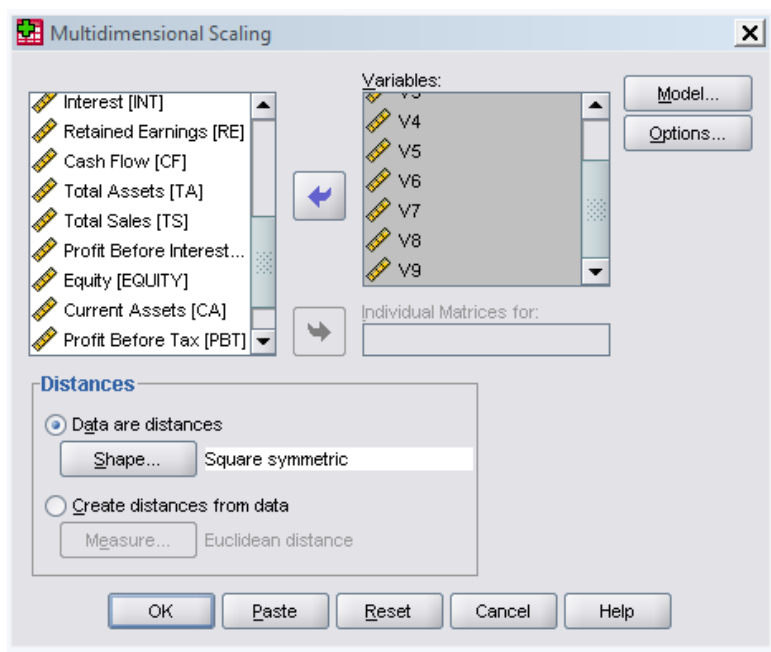 Multidimensional Scaling
Interest [INT]
Retained Earnings [RE]
Cash Flow [CF]
Total Assets [TA]
Total Sales [TS]
Profit Before Interest...
Equity [EQUITY]
Current Assets [CA]
Profit Before Tax [PBT]
Variables:
V4
V5
V6
V7
V8
V9
Individual Matrices for:
Model...
Options...
Distances
Data are distances
Shape... Square symmetric
Create distances from data
Measure... Euclidean distance
OK Paste Reset Cancel Help